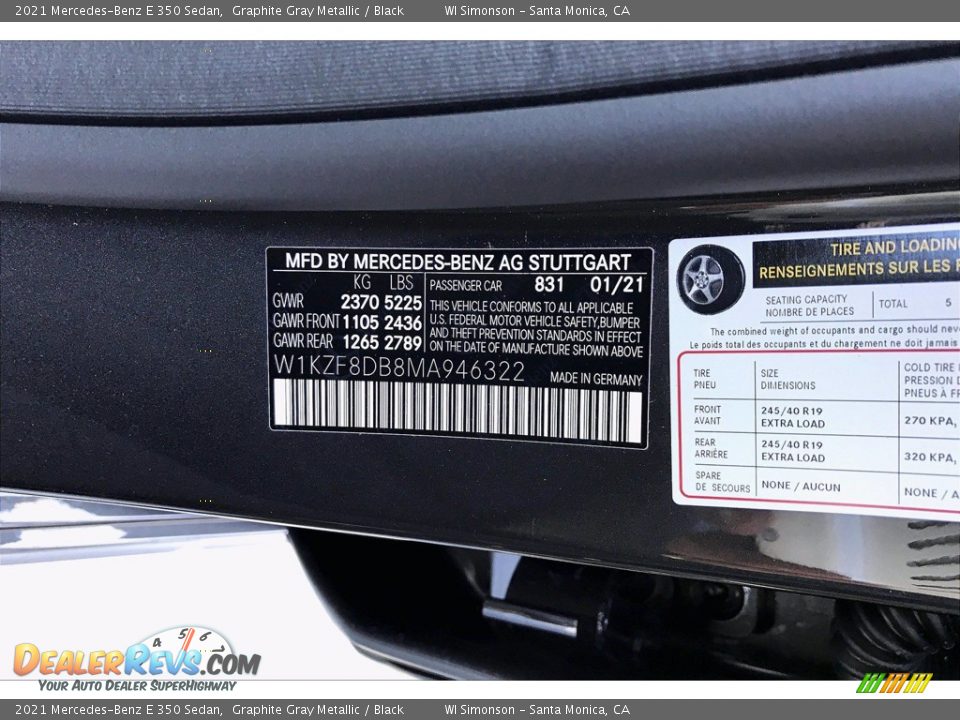 2021 Mercedes-Benz E 350 Sedan, Graphite Gray Metallic / Black WI Simonson - Santa Monica, CA
MFD BY MERCEDES-BENZ AG STUTTGART
KG LBS
GVWR 2370 5225
GAWR FRONT 1105 2436
GAWR REAR 1265 2789
PASSENGER CAR 831 01/21
THIS VEHICLE CONFORMS TO ALL APPLICABLE
U.S. FEDERAL MOTOR VEHICLE SAFETY,BUMPER
AND THEFT PREVENTION STANDARDS IN EFFECT
ON THE DATE OF MANUFACTURE SHOWN ABOVE
W1KZF8DB8MA946322 MADE IN GERMANY
TIRE AND LOADING
RENSEIGNEMENTS SUR LES
SEATING CAPACITY
NOMBRE DE PLACES
TOTAL 5
The combined weight of occupants and cargo should never
Le poids total des occupants et du chargement ne doit jamais
TIRE
PNEU
SIZE
DIMENSIONS
COLD TIRE
PRESSION
PNEUS À
FRONT
AVANT
245/40 R19
EXTRA LOAD
270 KPA,
REAR
ARRIÈRE
245/40 R19
EXTRA LOAD
320 KPA,
SPARE
DE SECOURS
NONE / AUCUN
NONE / A
4 5 6
DealerRevs.com
Your Auto Dealer SuperHighway
2021 Mercedes-Benz E 350 Sedan, Graphite Gray Metallic / Black WI Simonson - Santa Monica, CA